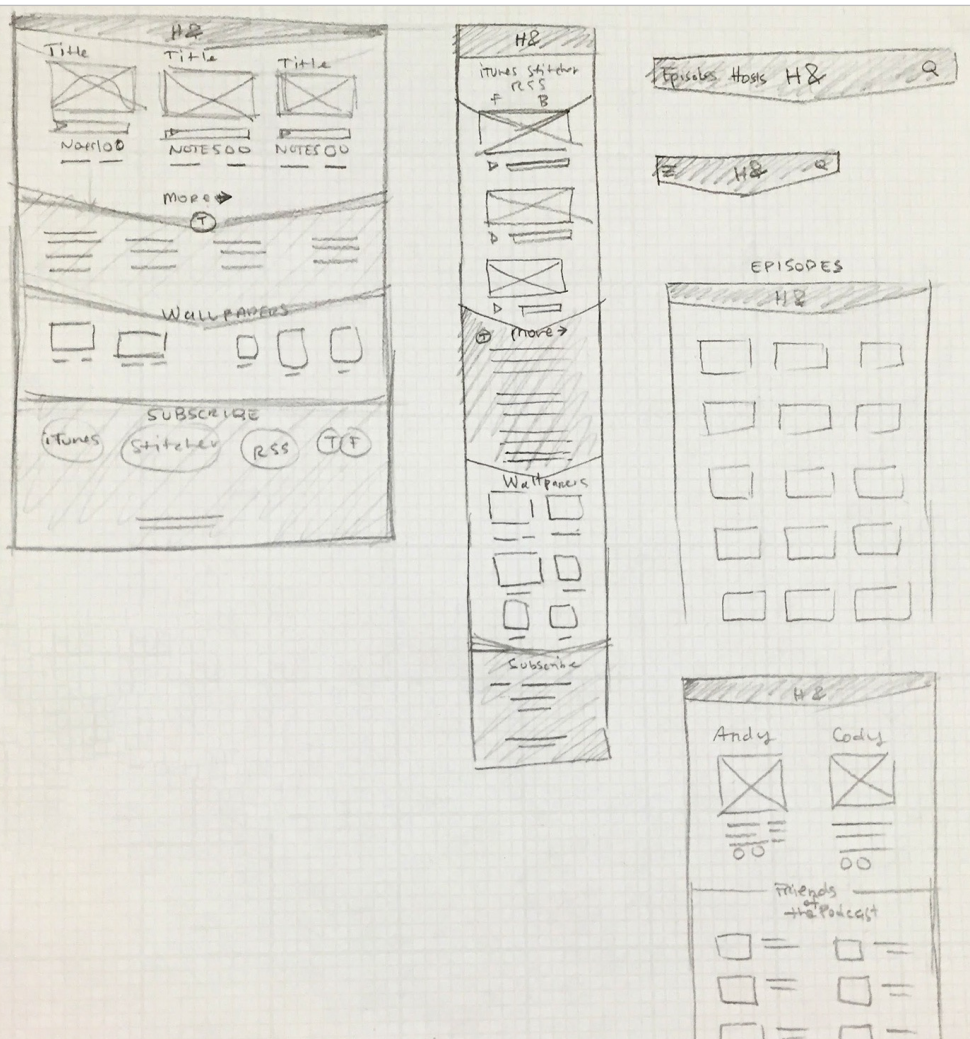 H&
Title Title Title
NOTES NOTES NOTES
more →
T
WALLPAPERS
SUBSCRIBE
iTunes Stitcher RSS T F
H&
iTunes Stitcher
RSS
F B
T more →
Wallpapers
Subscribe
Episodes Hosts H&
H&
EPISODES
H&
H&
Andy Cody
Friends
of
the Podcast